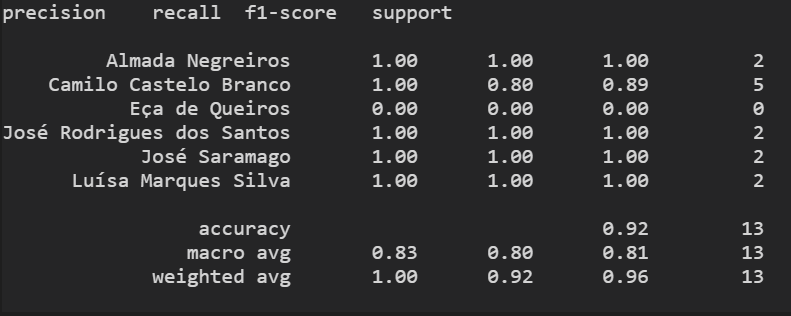 precision recall f1-score support
Almada Negreiros 1.00 1.00 1.00 2
Camilo Castelo Branco 1.00 0.80 0.89 5
Eça de Queiros 0.00 0.00 0.00 0
José Rodrigues dos Santos 1.00 1.00 1.00 2
José Saramago 1.00 1.00 1.00 2
Luísa Marques Silva 1.00 1.00 1.00 2
accuracy 0.92 13
macro avg 0.83 0.80 0.81 13
weighted avg 1.00 0.92 0.96 13